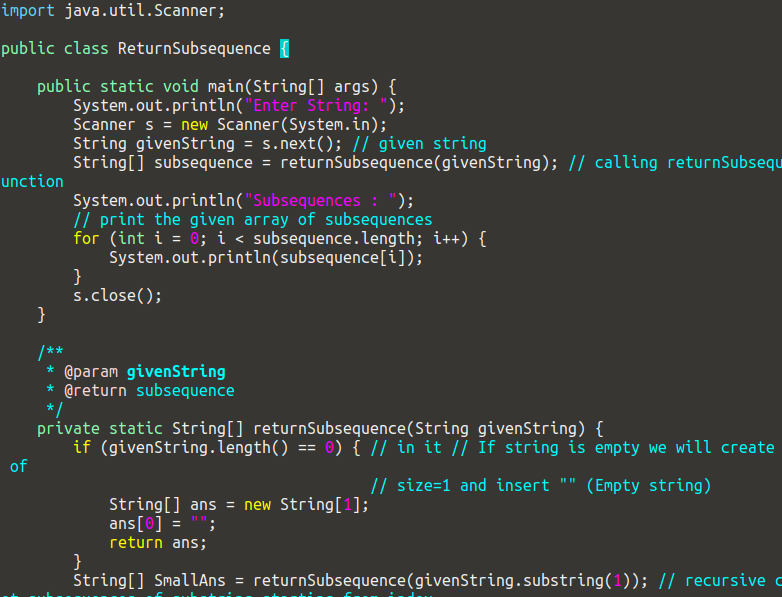 import java.util.Scanner;
public class ReturnSubsequence {
public static void main(String[] args) {
System.out.println("Enter String: ");
Scanner s = new Scanner(System.in);
String givenString = s.next(); // given string
String[] subsequence = returnSubsequence(givenString); // calling returnSubsequ
unction
System.out.println("Subsequences : ");
// print the given array of subsequences
for (int i = 0; i < subsequence.length; i++) {
System.out.println(subsequence[i]);
}
s.close();
}
/**
* @param givenString
* @return subsequence
*/
private static String[] returnSubsequence(String givenString) {
if (givenString.length() == 0) { // in it // If string is empty we will create
of
// size=1 and insert "" (Empty string)
String[] ans = new String[1];
ans[0] = "";
return ans;
}
String[] SmallAns = returnSubsequence(givenString.substring(1)); // recursive c